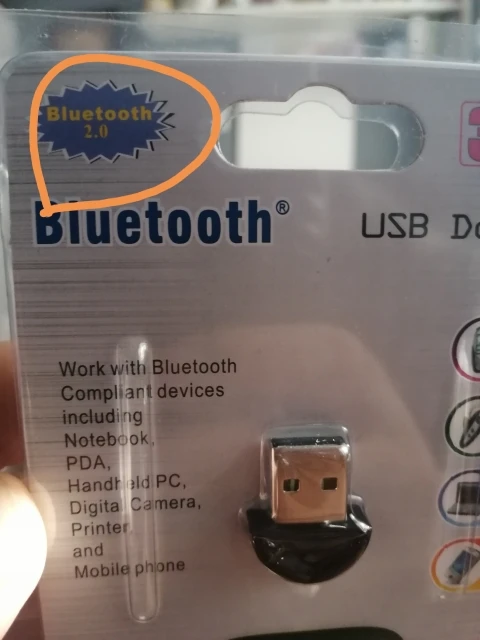 Bluetooth
2.0
Bluetooth®
USB
Work with Bluetooth
Compliant devices
including
Notebook,
PDA,
Handheld PC,
Digital Camera,
Printer
and
Mobile phone